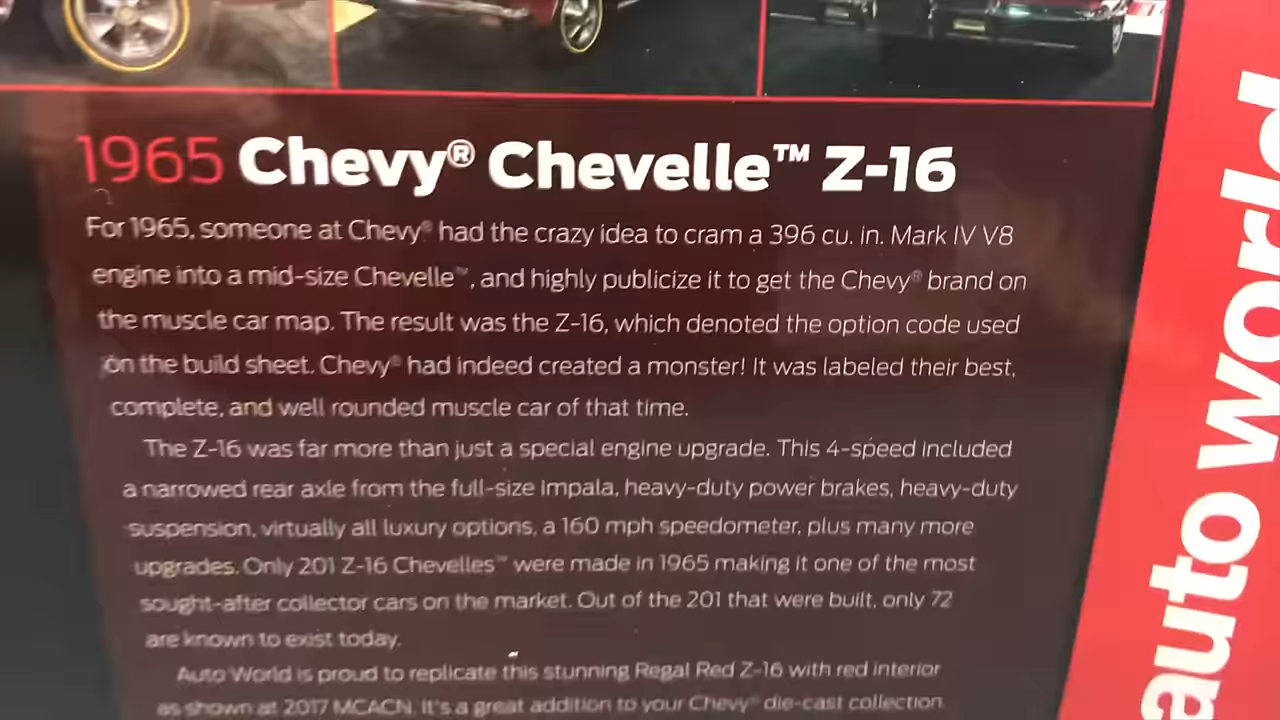 1965 Chevy® Chevelle™ Z-16
For 1965, someone at Chevy® had the crazy idea to cram a 396 cu. in. Mark IV V8
engine into a mid-size Chevelle™, and highly publicize it to get the Chevy® brand on
the muscle car map. The result was the Z-16, which denoted the option code used
on the build sheet. Chevy® had indeed created a monster! It was labeled their best,
complete, and well rounded muscle car of that time.
The Z-16 was far more than just a special engine upgrade. This 4-speed included
a narrowed rear axle from the full-size Impala, heavy-duty power brakes, heavy-duty
suspension, virtually all luxury options, a 160 mph speedometer, plus many more
upgrades. Only 201 Z-16 Chevelles™ were made in 1965 making it one of the most
sought-after collector cars on the market. Out of the 201 that were built, only 72
are known to exist today.
Auto World is proud to replicate this stunning Regal Red Z-16 with red interior
as shown at 2017 MCACN. It's a great addition to your Chevy® die-cast collection
auto world